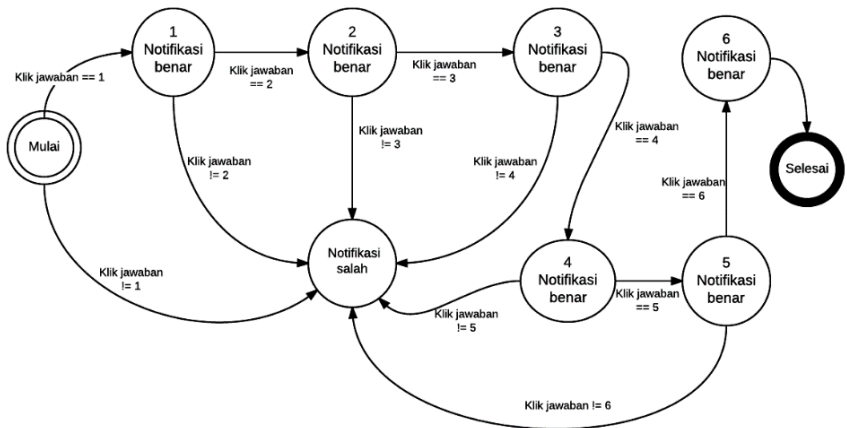 1
Notifikasi
benar
2
Notifikasi
benar
3
Notifikasi
benar
6
Notifikasi
benar
Klik jawaban == 1
Klik jawaban
== 2
Klik jawaban
== 3
Klik jawaban
== 4
Mulai
Klik jawaban
!= 2
Klik jawaban
!= 3
Klik jawaban
!= 4
Klik jawaban
== 6
Selesai
Notifikasi
salah
4
Notifikasi
benar
5
Notifikasi
benar
Klik jawaban
!= 1
Klik jawaban
!= 5
Klik jawaban
== 5
Klik jawaban != 6